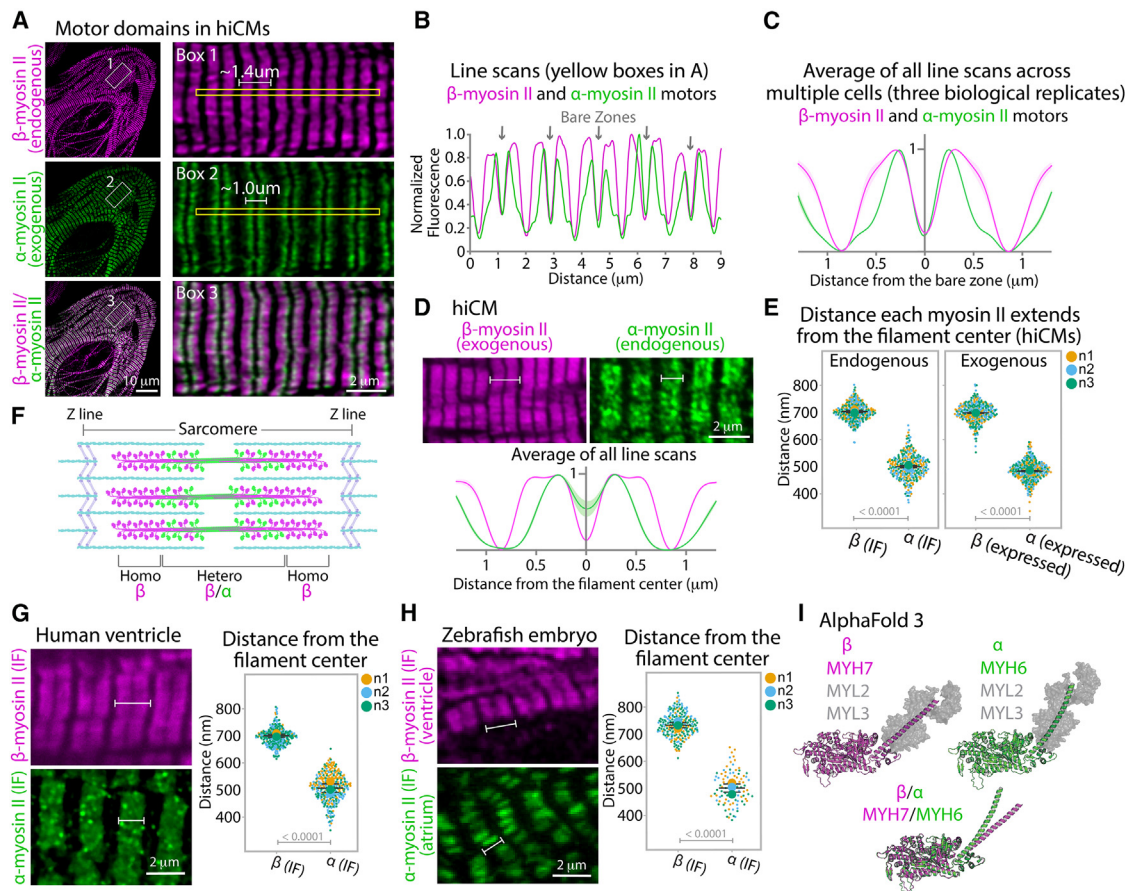 A
Motor domains in hiCMs
β-myosin II
(endogenous)
1
Box 1
~1.4um
α-myosin II
(exogenous)
2
Box 2
~1.0um
β-myosin II/
α-myosin II
3
10 μm
Box 3
2 μm
B
Line scans (yellow boxes in A)
β-myosin II and α-myosin II motors
Bare Zones
Normalized
Fluorescence
1.0
0.8
0.6
0.4
0.2
0
0 1 2 3 4 5 6 7 8 9
Distance (μm)
C
Average of all line scans across
multiple cells (three biological replicates)
β-myosin II and α-myosin II motors
1
1 0.5 0 0.5 1
Distance from the bare zone (μm)
D
hiCM
β-myosin II
(exogenous)
α-myosin II
(endogenous)
2 μm
Average of all line scans
1
1 0.5 0 0.5 1
Distance from the filament center (μm)
E
Distance each myosin II extends
from the filament center (hiCMs)
Endogenous
Exogenous
n1
n2
n3
Distance (nm)
800
700
600
500
400
< 0.0001
< 0.0001
β (IF)
α (IF)
β (expressed)
α (expressed)
F
Z line
Z line
Sarcomere
Homo
β
Hetero
β/α
Homo
β
G
Human ventricle
β-myosin II (IF)
α-myosin II (IF)
2 μm
Distance from the
filament center
n1
n2
n3
Distance (nm)
800
700
600
500
400
< 0.0001
β (IF)
α (IF)
H
Zebrafish embryo
β-myosin II (IF)
(ventricle)
α-myosin II (IF)
(atrium)
2 μm
Distance from the
filament center
n1
n2
n3
Distance (nm)
800
700
600
500
400
< 0.0001
β (IF)
α (IF)
I
AlphaFold 3
β
MYH7
MYL2
MYL3
α
MYH6
MYL2
MYL3
β/α
MYH7/MYH6